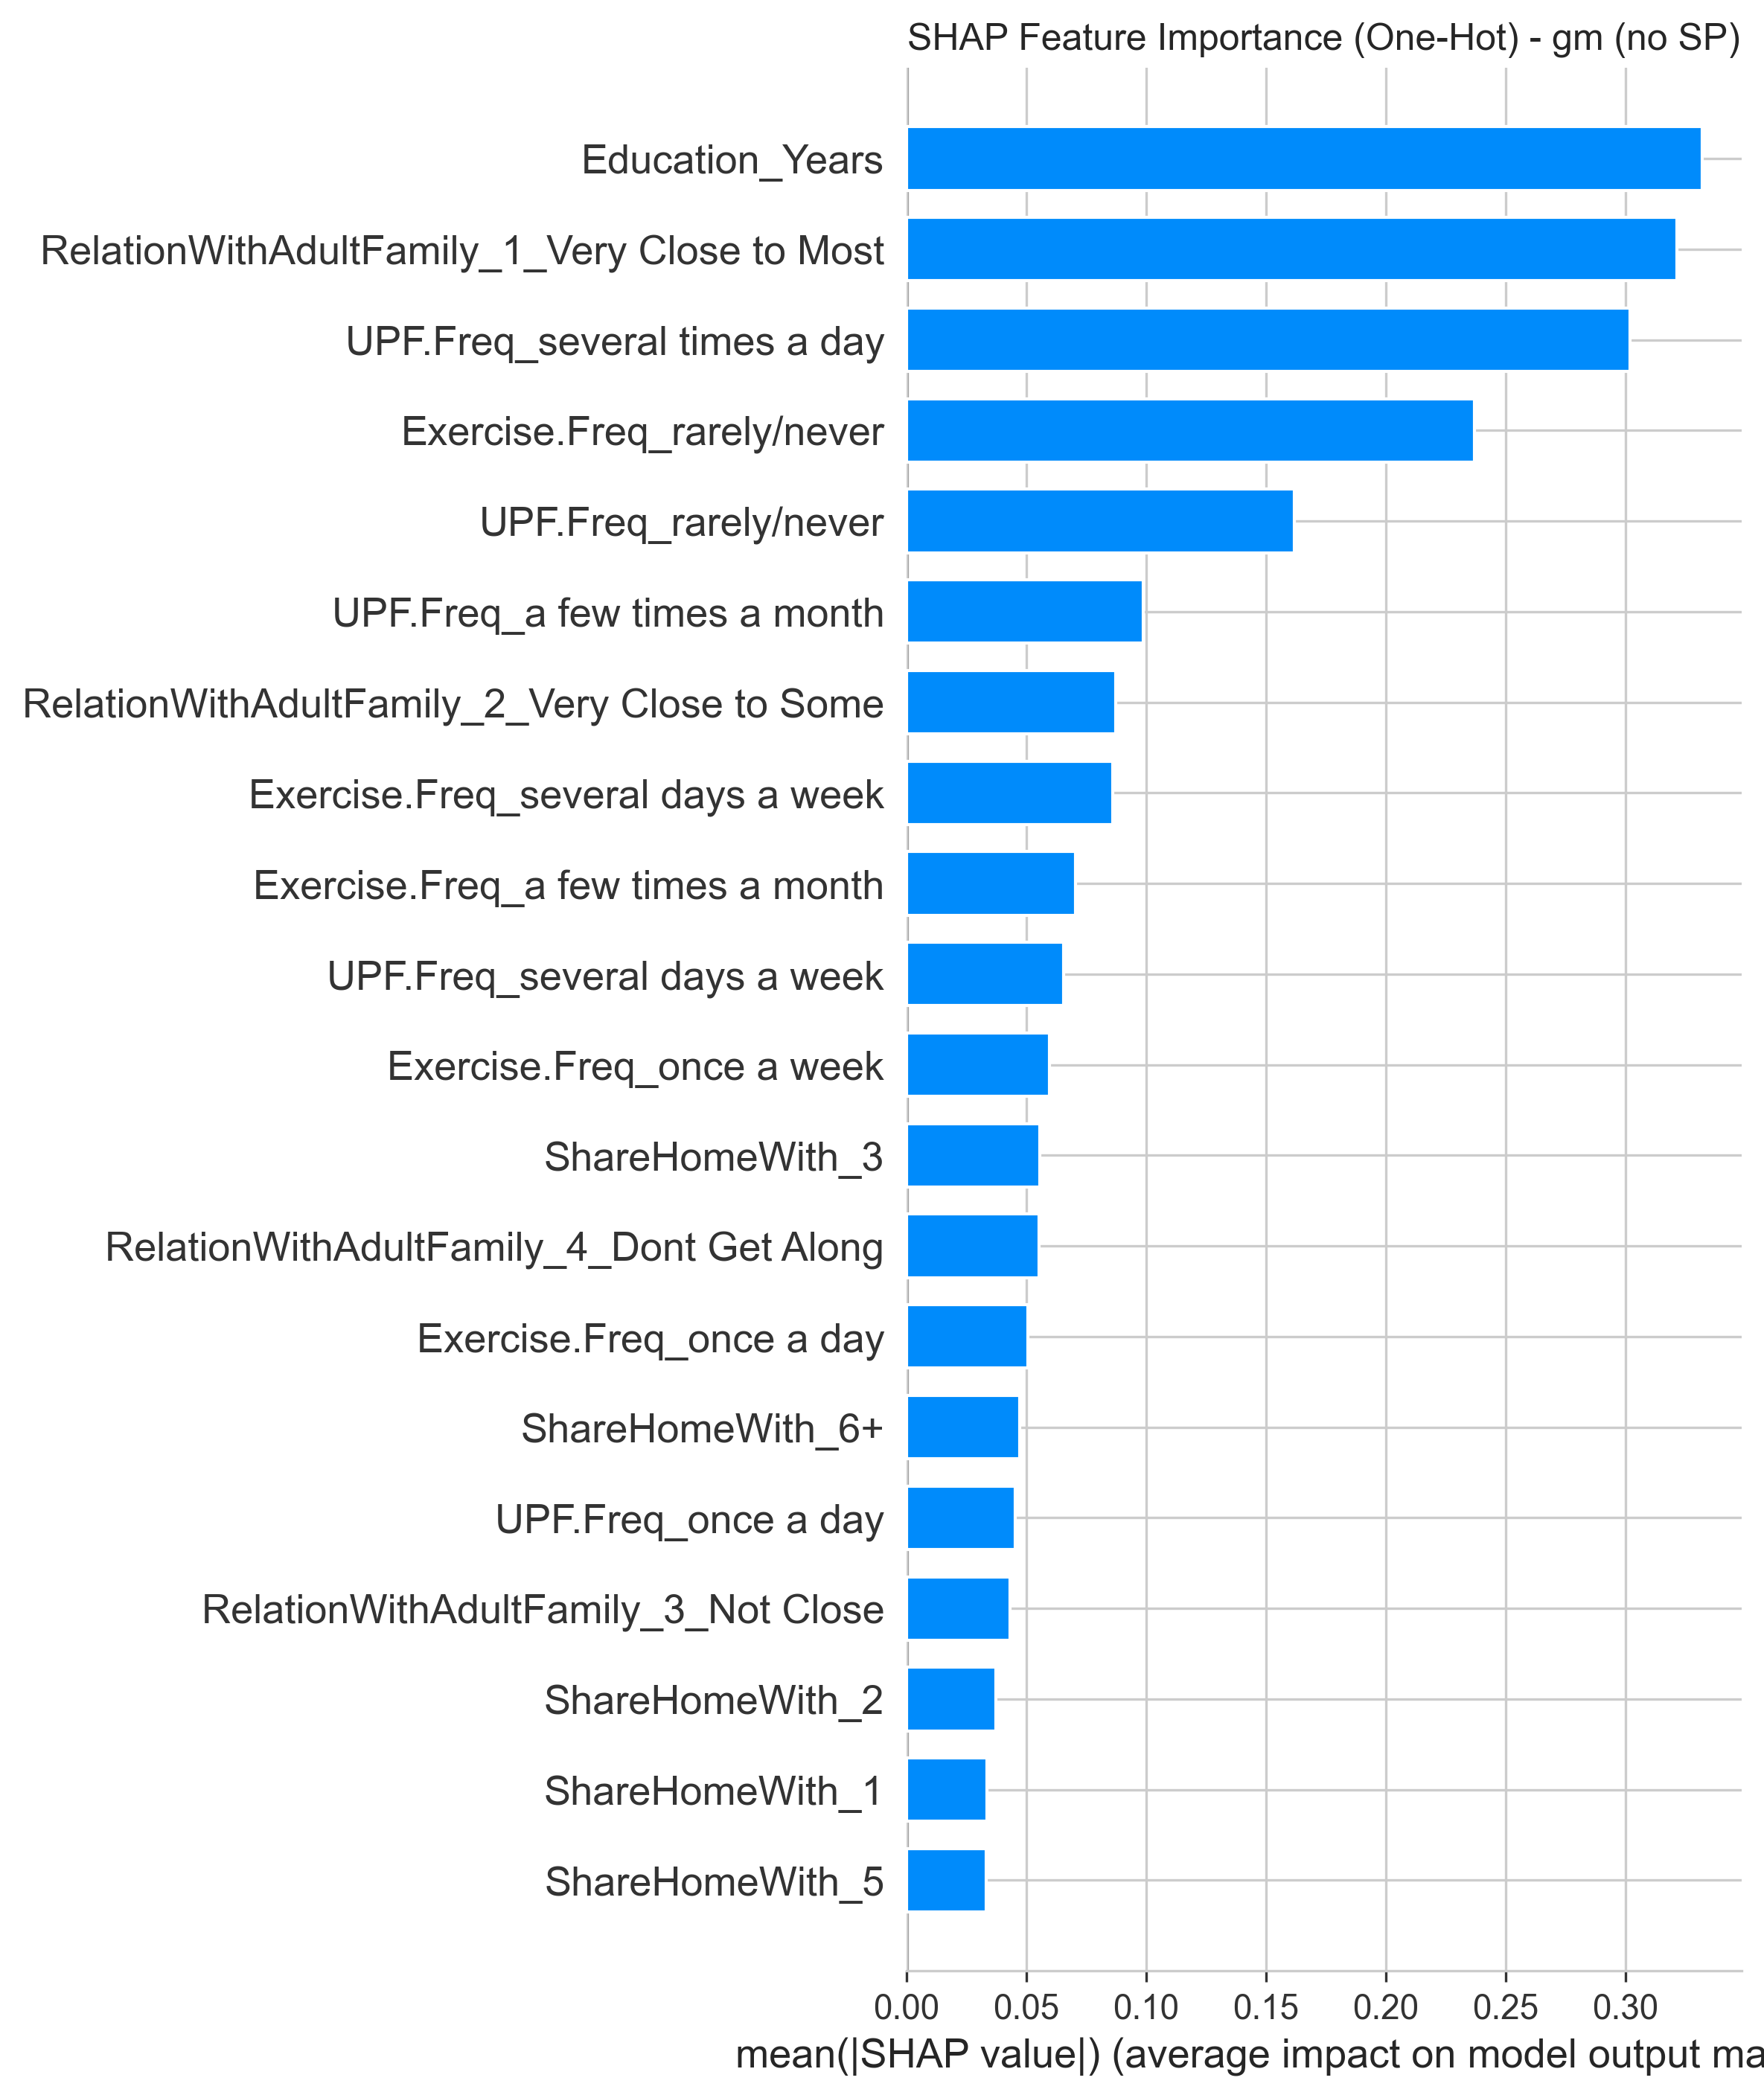 SHAP Feature Importance (One-Hot) - gm (no SP)
Education_Years
RelationWithAdultFamily_1_Very Close to Most
UPF.Freq_several times a day
Exercise.Freq_rarely/never
UPF.Freq_rarely/never
UPF.Freq_a few times a month
RelationWithAdultFamily_2_Very Close to Some
Exercise.Freq_several days a week
Exercise.Freq_a few times a month
UPF.Freq_several days a week
Exercise.Freq_once a week
ShareHomeWith_3
RelationWithAdultFamily_4_Dont Get Along
Exercise.Freq_once a day
ShareHomeWith_6+
UPF.Freq_once a day
RelationWithAdultFamily_3_Not Close
ShareHomeWith_2
ShareHomeWith_1
ShareHomeWith_5
0.00 0.05 0.10 0.15 0.20 0.25 0.30
mean(|SHAP value|) (average impact on model output ma